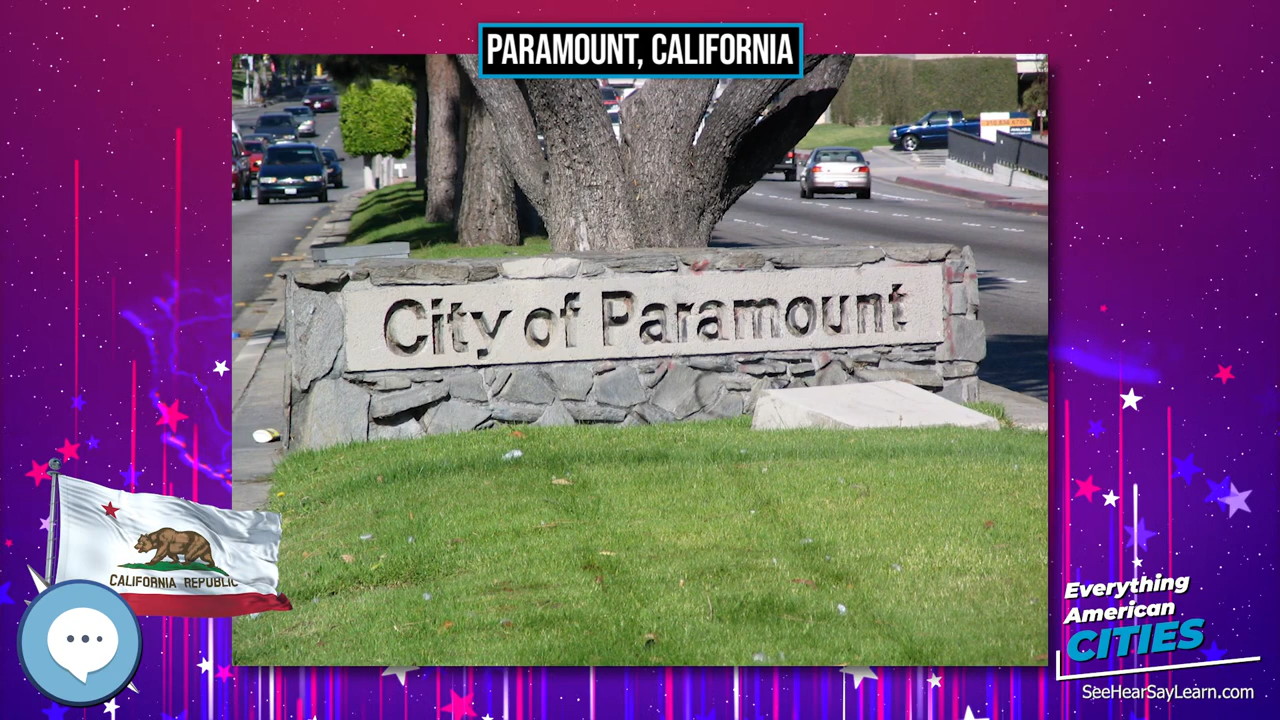 PARAMOUNT, CALIFORNIA
City of Paramount
CALIFORNIA REPUBLIC
Everything
American
CITIES
SeeHearSayLearn.com